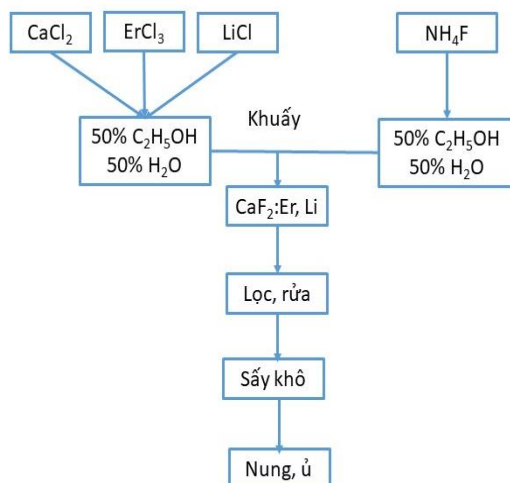 CaCl₂ ErCl₃ LiCl NH₄F
Khuấy
50% C₂H₅OH
50% H₂O
50% C₂H₅OH
50% H₂O
CaF₂:Er, Li
Lọc, rửa
Sấy khô
Nung, ủ